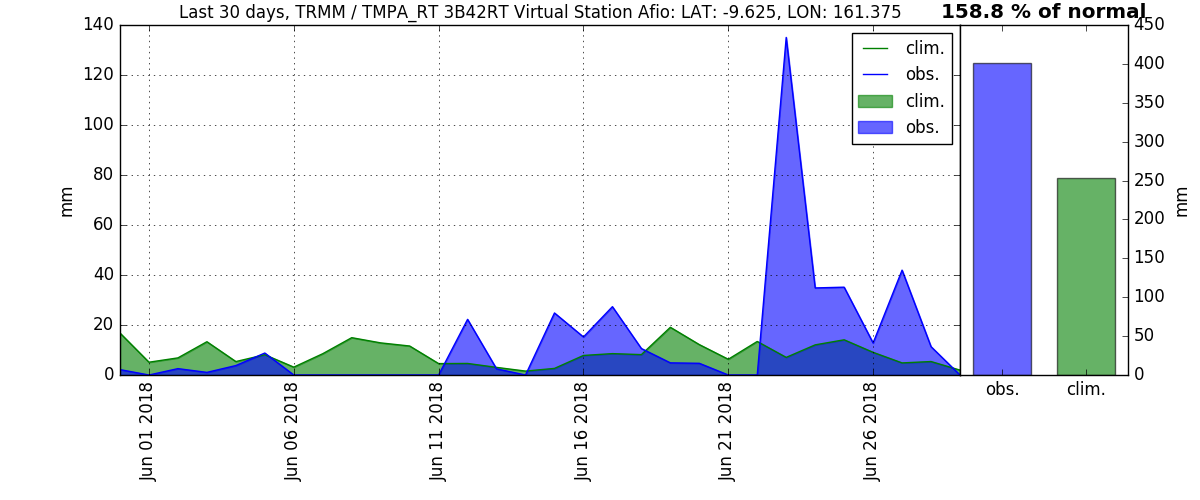 Last 30 days, TRMM / TMPA_RT 3B42RT Virtual Station Afio: LAT: -9.625, LON: 161.375
158.8 % of normal
140
120
100
80
60
40
20
0
mm
clim.
obs.
clim.
obs.
Jun 01 2018
Jun 06 2018
Jun 11 2018
Jun 16 2018
Jun 21 2018
Jun 26 2018
450
400
350
300
250
200
150
100
50
0
mm
obs.
clim.